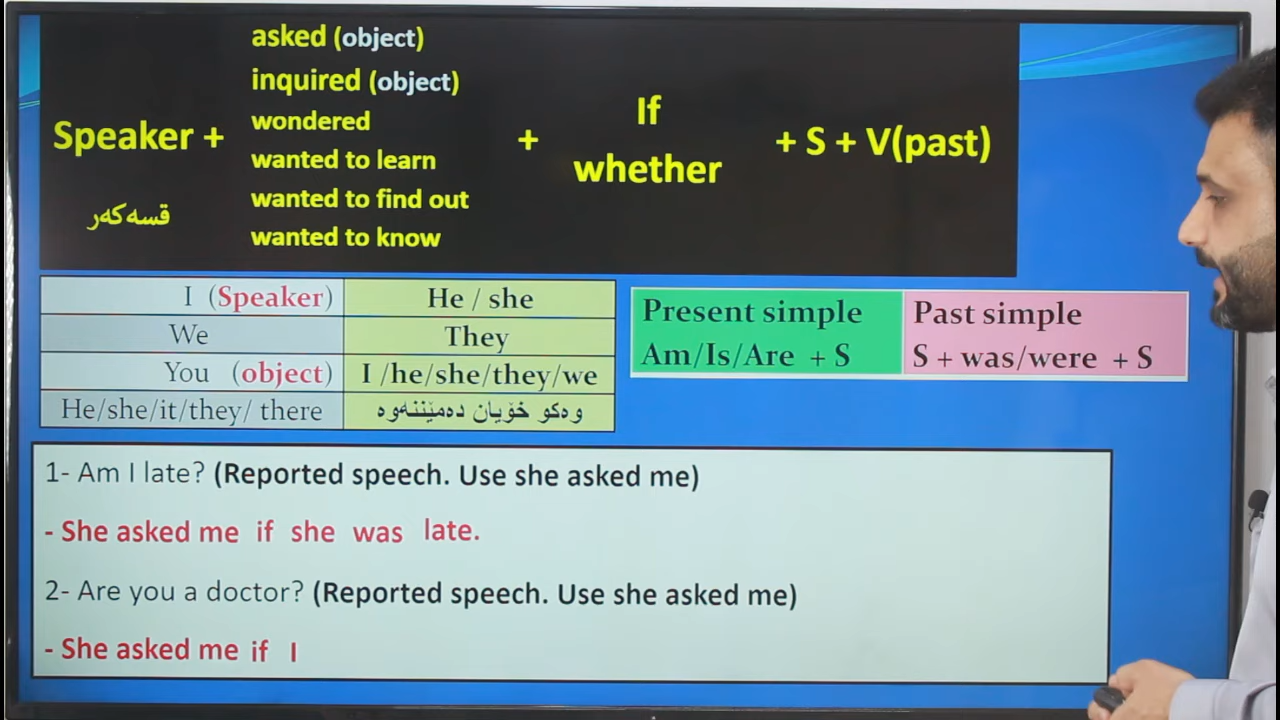 asked (object)
inquired (object)
wondered
wanted to learn
wanted to find out
wanted to know
Speaker +
قسەکەر
+
If
whether
+ S + V(past)
I (Speaker) He / she
We They
You (object) I /he/she/they/we
He/she/it/they/ there وەکو خۆیان دەمێننەوە
Present simple
Am/Is/Are + S
Past simple
S + was/were + S
1- Am I late? (Reported speech. Use she asked me)
- She asked me if she was late.
2- Are you a doctor? (Reported speech. Use she asked me)
- She asked me if I